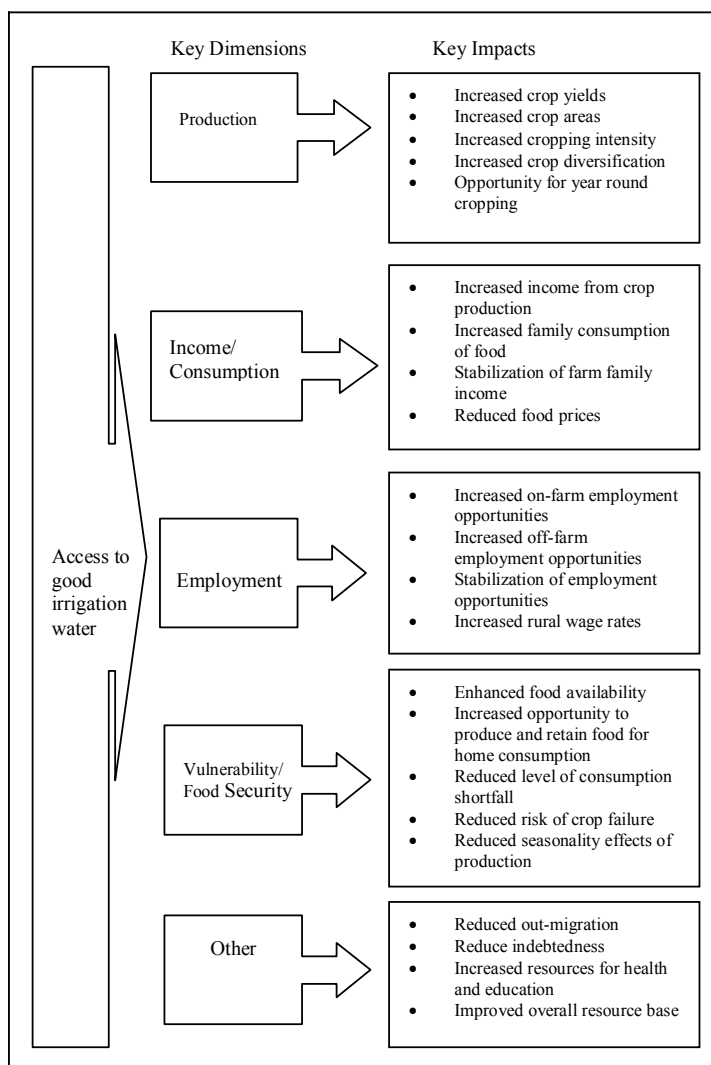 Key Dimensions
Key Impacts
Access to
good
irrigation
water
Production
• Increased crop yields
• Increased crop areas
• Increased cropping intensity
• Increased crop diversification
• Opportunity for year round
cropping
Income/
Consumption
• Increased income from crop
production
• Increased family consumption
of food
• Stabilization of farm family
income
• Reduced food prices
Employment
• Increased on-farm employment
opportunities
• Increased off-farm
employment opportunities
• Stabilization of employment
opportunities
• Increased rural wage rates
Vulnerability/
Food Security
• Enhanced food availability
• Increased opportunity to
produce and retain food for
home consumption
• Reduced level of consumption
shortfall
• Reduced risk of crop failure
• Reduced seasonality effects of
production
Other
• Reduced out-migration
• Reduce indebtedness
• Increased resources for health
and education
• Improved overall resource base